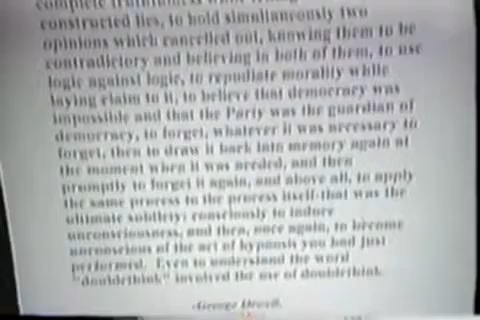 complete truthfulness while
constructed lies, to hold simultaneously two
opinions which cancelled out, knowing them to be
contradictory and believing in both of them, to use
logic against logic, to repudiate morality while
laying claim to it, to believe that democracy was
impossible and that the Party was the guardian of
democracy, to forget, whatever it was necessary to
forget, then to draw it back into memory again at
the moment when it was needed, and then
promptly to forget it again, and above all, to apply
the same process to the process itself-that was the
ultimate subtlety: consciously to induce
unconsciousness, and then, once again, to become
unconscious of the act of hypnosis you had just
performed. Even to understand the word
"doublethink" involved the use of doublethink.
-George Orwell,